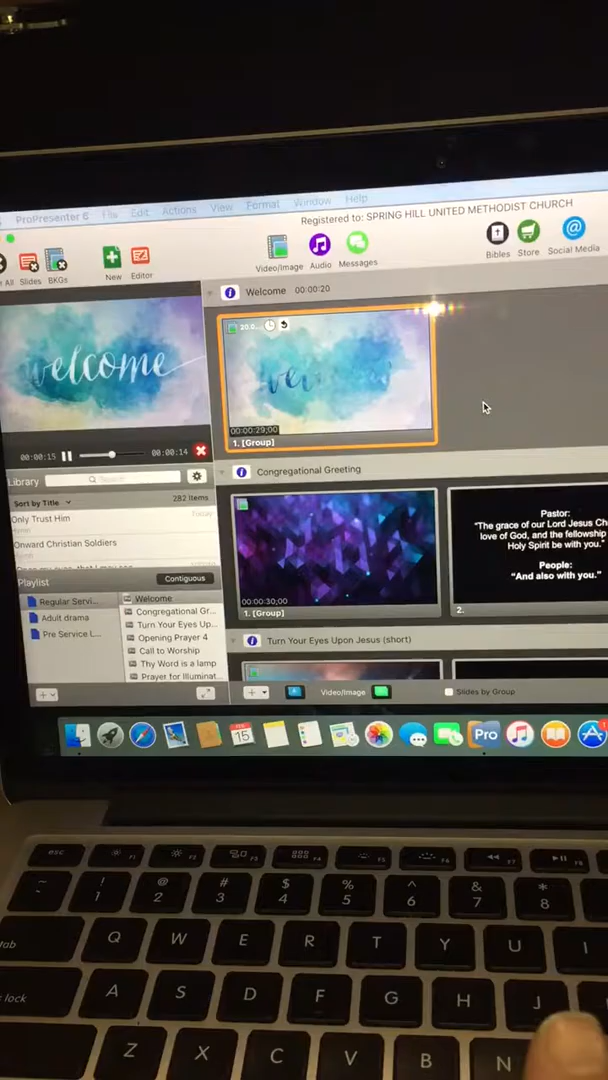 ProPresenter 6 File Edit Actions View Format Window Help
Registered to: SPRING HILL UNITED METHODIST CHURCH
All Slides BKGs New Editor Video/Image Audio Messages Bibles Store Social Media
Welcome 00:00:20
welcome
20.0...
00:00:29;00
1. [Group]
00:00:15 00:00:14
Library Search
Sort by Title 282 Items
Only Trust Him Today
Onward Christian Soldiers
Congregational Greeting
00:00:30;00
1. [Group]
Pastor:
"The grace of our Lord Jesus Ch
love of God, and the fellowship
Holy Spirit be with you."
People:
"And also with you."
2.
Playlist Contiguous
Regular Servi...
Adult drama
Pre Service L...
Welcome
Congregational Gr...
Turn Your Eyes Up...
Opening Prayer 4
Call to Worship
Thy Word is a lamp
Prayer for Illuminat...
Turn Your Eyes Upon Jesus (short)
Video/Image Slides by Group
15 Pro 1
esc F1 F2 F3 F4 F5 F6 F7 F8
~ ! 1 @ 2 # 3 $ 4 % 5 ^ 6 & 7 * 8
tab Q W E R T Y U I
lock A S D F G H J
Z X C V B N